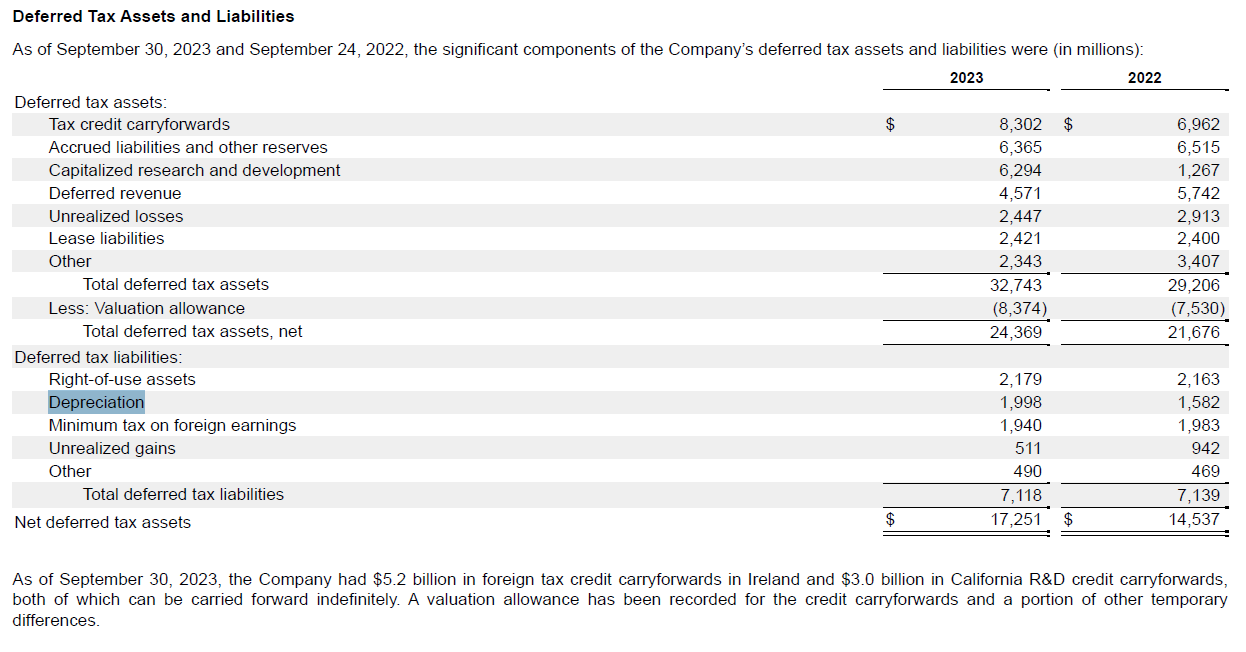 Deferred Tax Assets and Liabilities
As of September 30, 2023 and September 24, 2022, the significant components of the Company's deferred tax assets and liabilities were (in millions):
2023 2022
Deferred tax assets:
Tax credit carryforwards $ 8,302 $ 6,962
Accrued liabilities and other reserves 6,365 6,515
Capitalized research and development 6,294 1,267
Deferred revenue 4,571 5,742
Unrealized losses 2,447 2,913
Lease liabilities 2,421 2,400
Other 2,343 3,407
Total deferred tax assets 32,743 29,206
Less: Valuation allowance (8,374) (7,530)
Total deferred tax assets, net 24,369 21,676
Deferred tax liabilities:
Right-of-use assets 2,179 2,163
Depreciation 1,998 1,582
Minimum tax on foreign earnings 1,940 1,983
Unrealized gains 511 942
Other 490 469
Total deferred tax liabilities 7,118 7,139
Net deferred tax assets $ 17,251 $ 14,537
As of September 30, 2023, the Company had $5.2 billion in foreign tax credit carryforwards in Ireland and $3.0 billion in California R&D credit carryforwards,
both of which can be carried forward indefinitely. A valuation allowance has been recorded for the credit carryforwards and a portion of other temporary
differences.